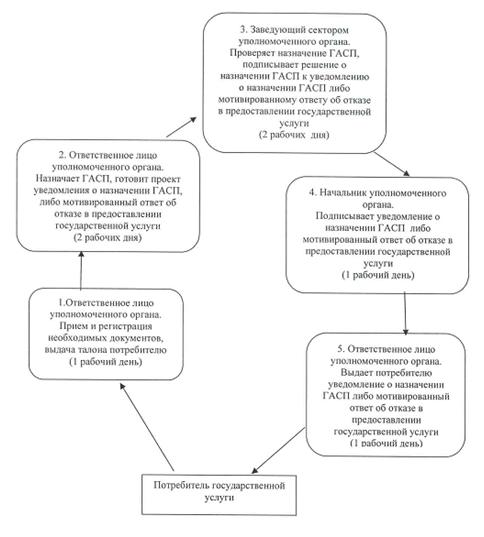 3. Заведующий сектором
уполномоченного органа.
Проверяет назначение ГАСП,
подписывает решение о
назначении ГАСП к уведомлению
о назначении ГАСП либо
мотивированному ответу об отказе
в предоставлении государственной
услуги
(2 рабочих дня)
2. Ответственное лицо
уполномоченного органа.
Назначает ГАСП, готовит проект
уведомления о назначении ГАСП,
либо мотивированный ответ об
отказе в предоставлении
государственной услуги
(2 рабочих дня)
4. Начальник уполномоченного
органа.
Подписывает уведомление о
назначении ГАСП либо
мотивированный ответ об отказе в
предоставлении государственной
услуги
(1 рабочий день)
1.Ответственное лицо
уполномоченного органа.
Прием и регистрация
необходимых документов,
выдача талона потребителю
(1 рабочий день)
5. Ответственное лицо
уполномоченного органа.
Выдает потребителю
уведомление о назначении
ГАСП либо мотивированный
ответ об отказе в
предоставлении
государственной услуги
(1 рабочий день)
Потребитель государственной
услуги